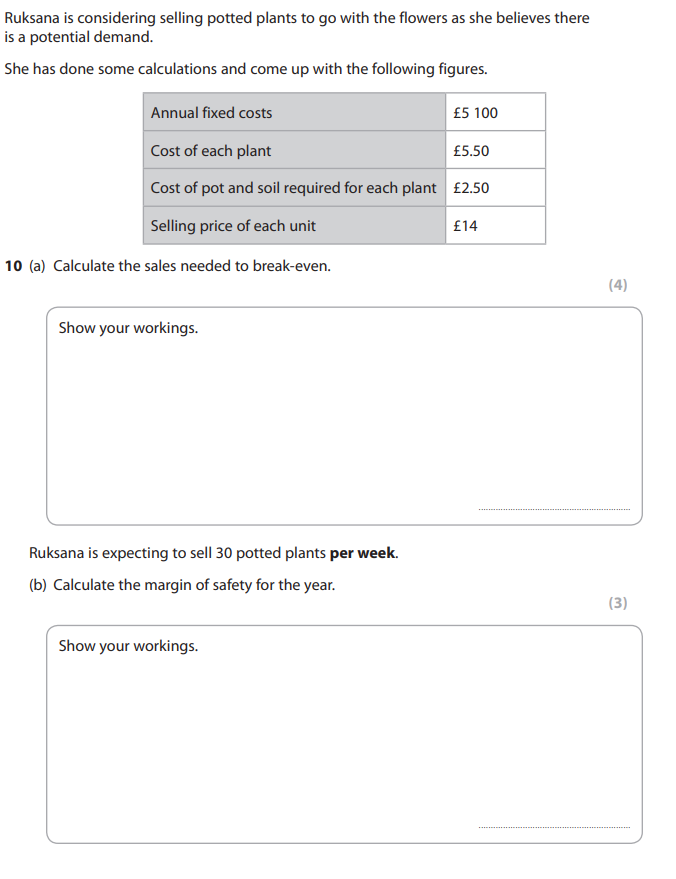 Ruksana is considering selling potted plants to go with the flowers as she believes there
is a potential demand.
She has done some calculations and come up with the following figures.
Annual fixed costs £5 100
Cost of each plant £5.50
Cost of pot and soil required for each plant £2.50
Selling price of each unit £14
10 (a) Calculate the sales needed to break-even.
(4)
Show your workings.
Ruksana is expecting to sell 30 potted plants per week.
(b) Calculate the margin of safety for the year.
(3)
Show your workings.